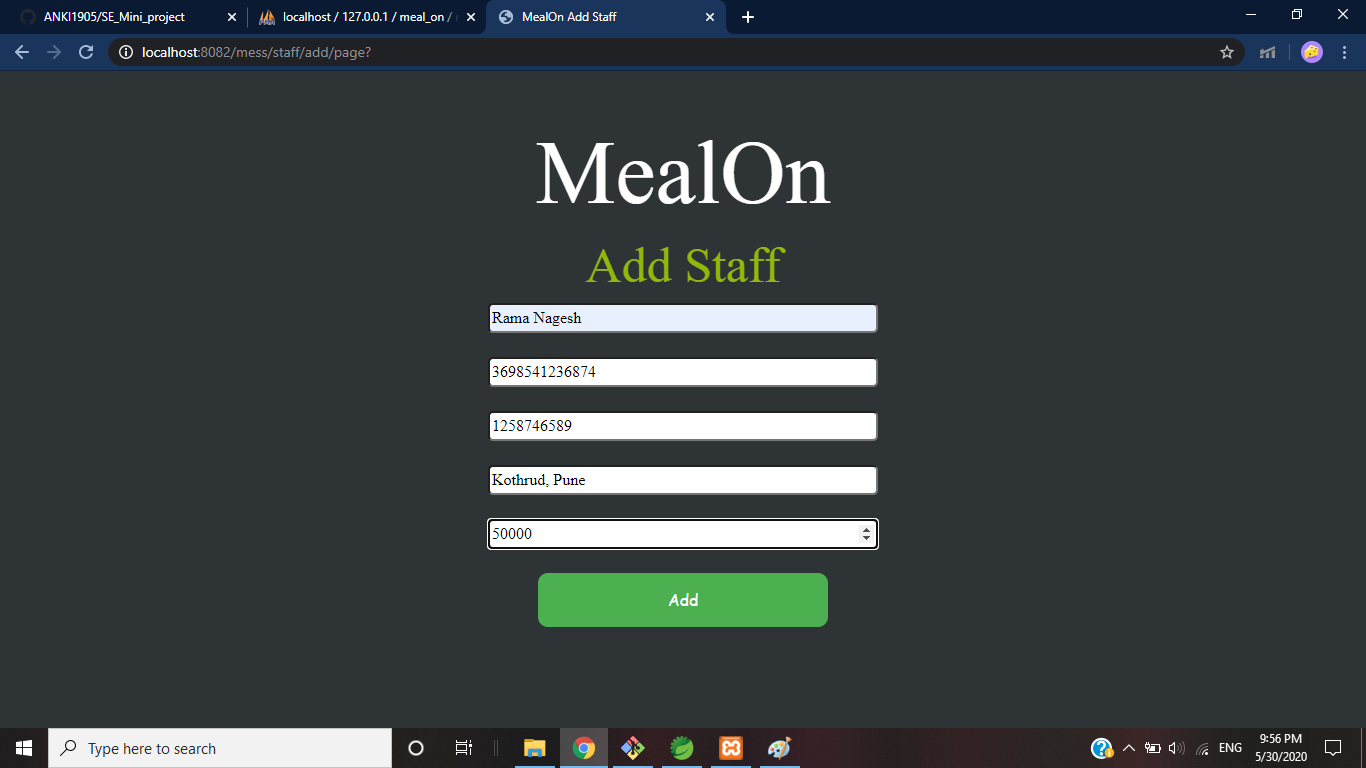 ANKI1905/SE_Mini_project
localhost / 127.0.0.1 / meal_on /
MealOn Add Staff
localhost:8082/mess/staff/add/page?
MealOn
Add Staff
Rama Nagesh
3698541236874
1258746589
Kothrud, Pune
50000
Add
Type here to search
ENG
9:56 PM
5/30/2020